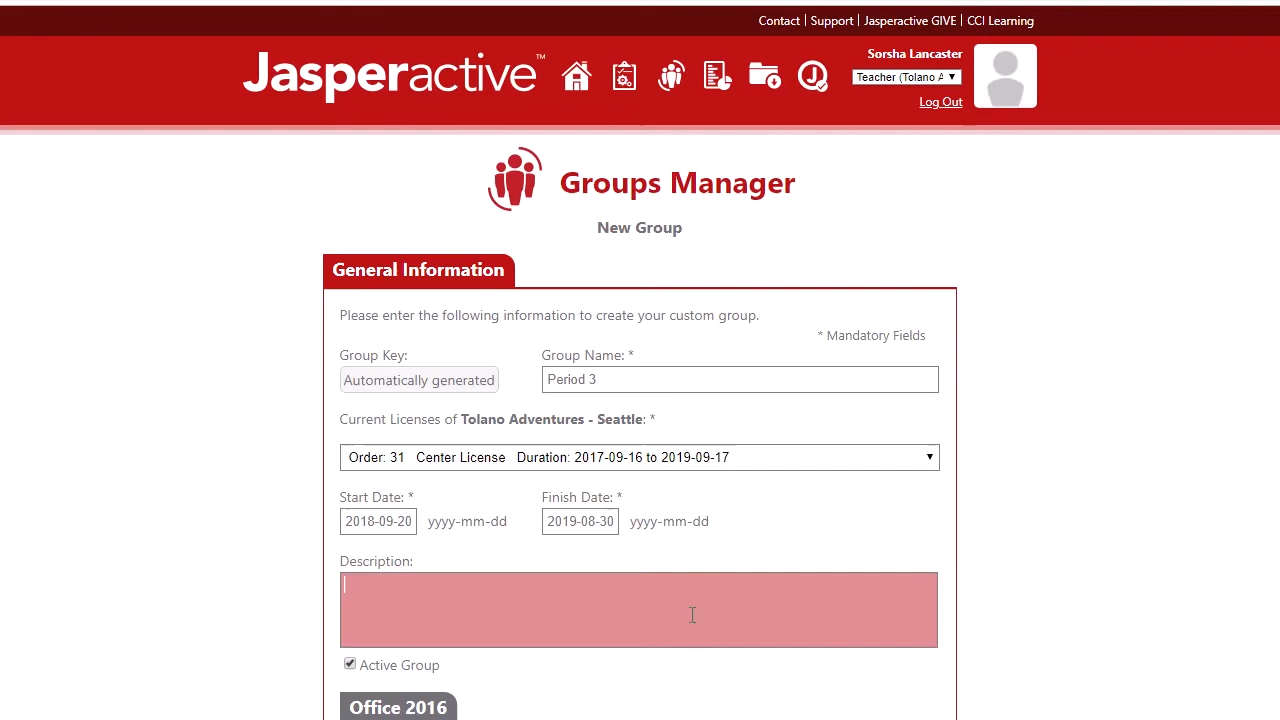 Contact | Support | Jasperactive GIVE | CCI Learning
Jasperactive™
Sorsha Lancaster
Teacher (Tolano A
Log Out
Groups Manager
New Group
General Information
Please enter the following information to create your custom group.
* Mandatory Fields
Group Key: Group Name: *
Automatically generated Period 3
Current Licenses of Tolano Adventures - Seattle: *
Order: 31 Center License Duration: 2017-09-16 to 2019-09-17
Start Date: * Finish Date: *
2018-09-20 yyyy-mm-dd 2019-08-30 yyyy-mm-dd
Description:
Active Group
Office 2016